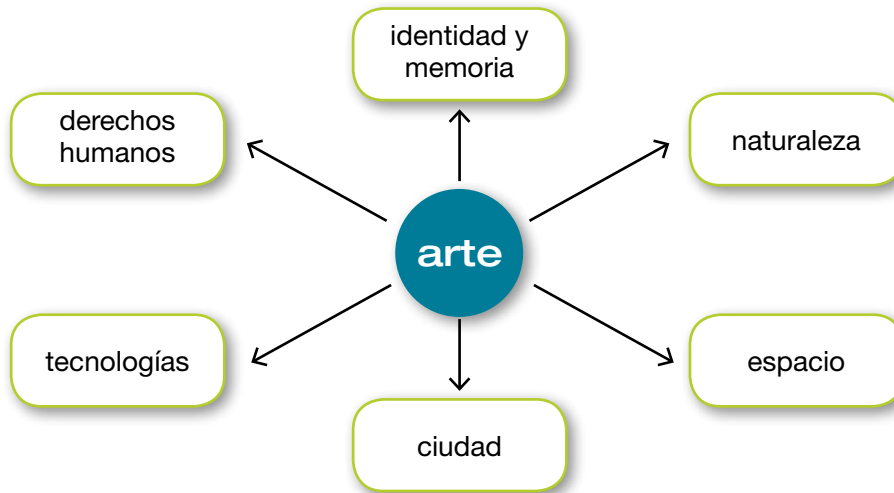 identidad y
memoria
derechos
humanos
naturaleza
arte
tecnologías
espacio
ciudad